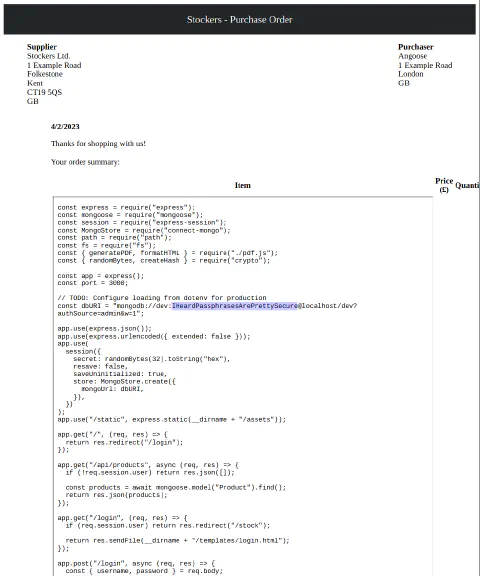 Stockers - Purchase Order
Supplier
Stockers Ltd.
1 Example Road
Folkestone
Kent
CT19 5QS
GB
Purchaser
Angoose
1 Example Road
London
GB
4/2/2023
Thanks for shopping with us!
Your order summary:
Item
Price (£)
Quanti
const express = require("express");
const mongoose = require("mongoose");
const session = require("express-session");
const MongoStore = require("connect-mongo");
const path = require("path");
const fs = require("fs");
const { generatePDF, formatHTML } = require("./pdf.js");
const { randomBytes, createHash } = require("crypto");
const app = express();
const port = 3000;
// TODO: Configure loading from dotenv for production
const dbURI = "mongodb://dev:IHeardPassphrasesArePrettySecure@localhost/dev?
authSource=admin&w=1";
app.use(express.json());
app.use(express.urlencoded({ extended: false }));
app.use(
session({
secret: randomBytes(32).toString("hex"),
resave: false,
saveUninitialized: true,
store: MongoStore.create({
mongoUrl: dbURI,
}),
})
);
app.use("/static", express.static(__dirname + "/assets"));
app.get("/", (req, res) => {
return res.redirect("/login");
});
app.get("/api/products", async (req, res) => {
if (!req.session.user) return res.json([]);
const products = await mongoose.model("Product").find();
return res.json(products);
});
app.get("/login", (req, res) => {
if (req.session.user) return res.redirect("/stock");
return res.sendFile(__dirname + "/templates/login.html");
});
app.post("/login", async (req, res) => {
const { username, password } = req.body;